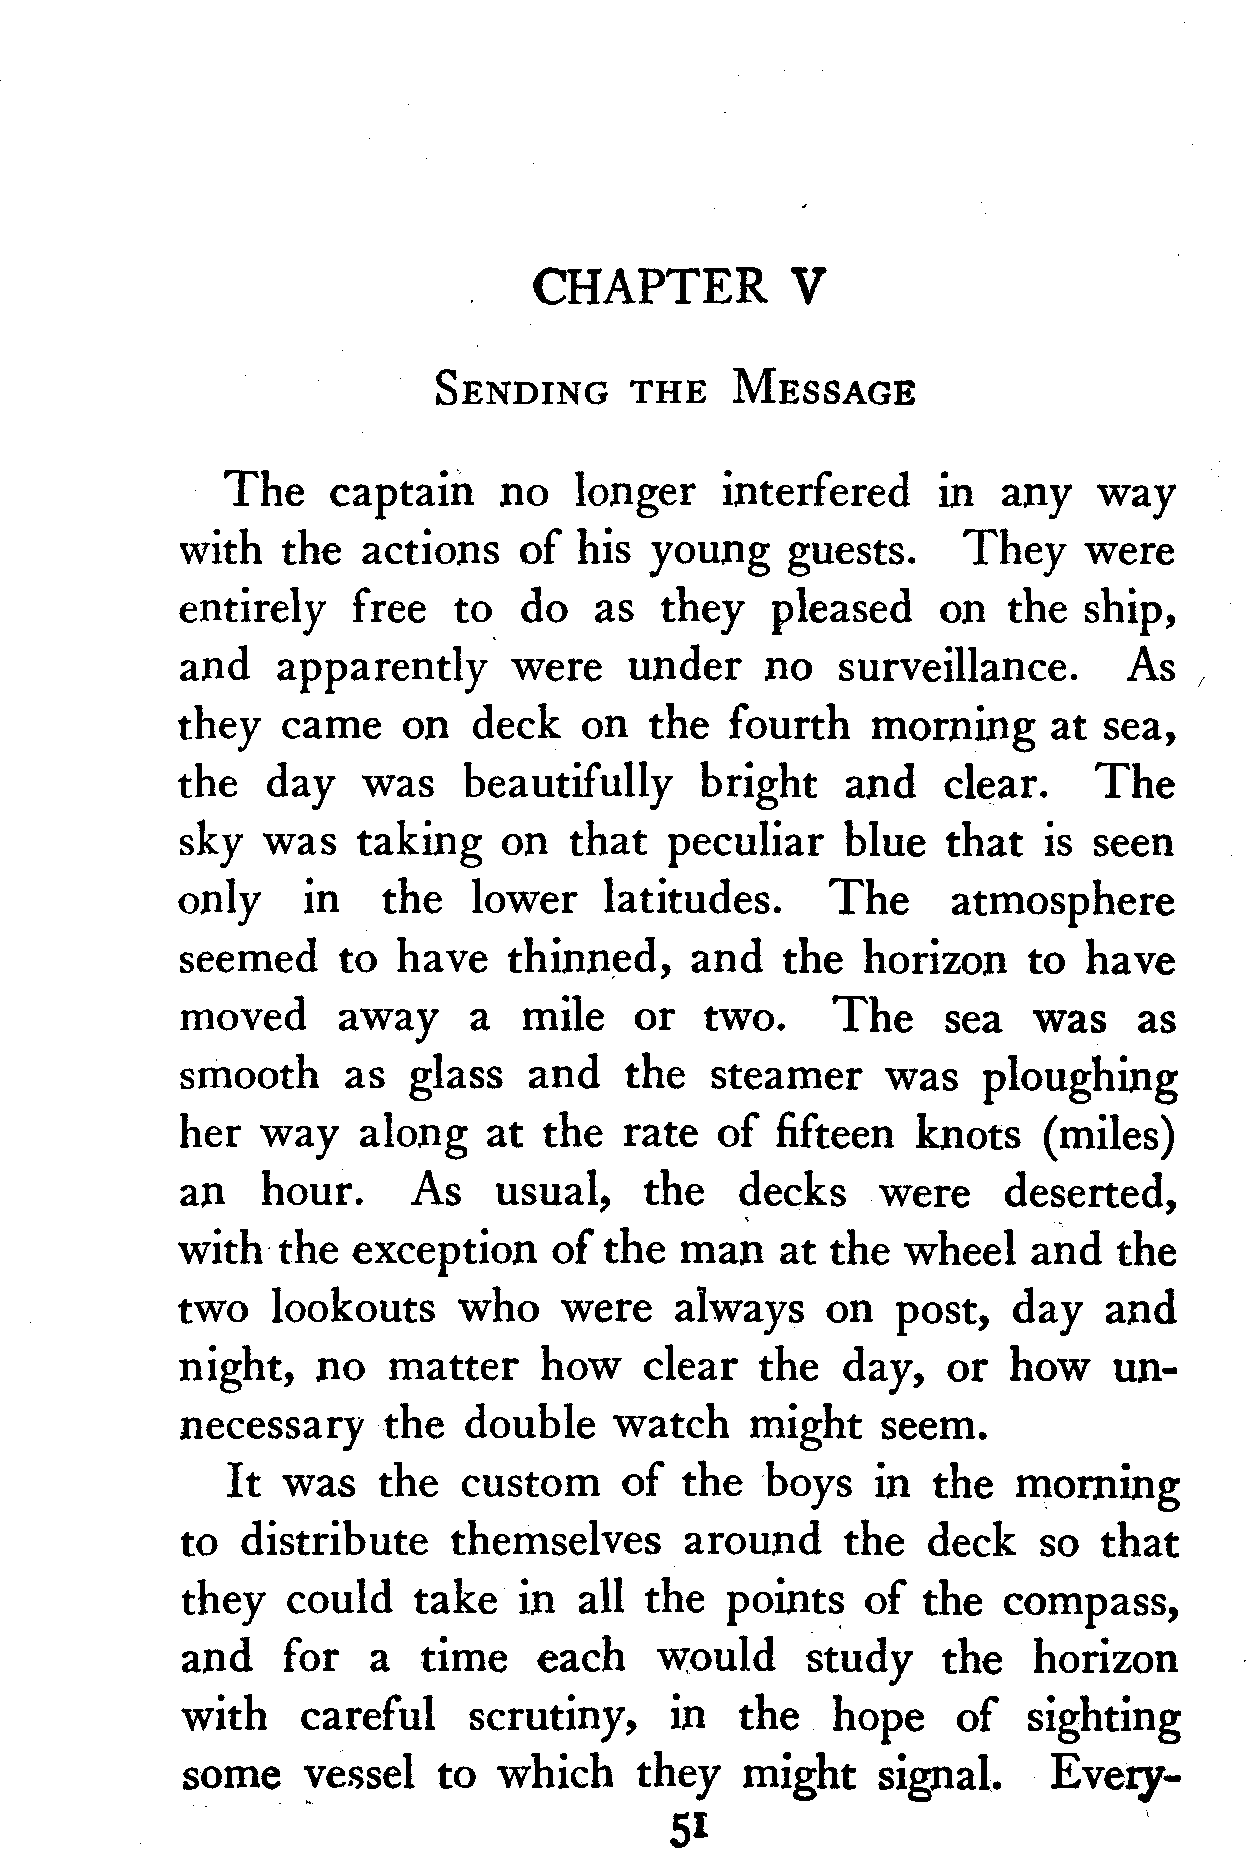 CHAPTER V
SENDING THE MESSAGE
The captain no longer interfered in any way
with the actions of his young guests. They were
entirely free to do as they pleased on the ship,
and apparently were under no surveillance. As
they came on deck on the fourth morning at sea,
the day was beautifully bright and clear. The
sky was taking on that peculiar blue that is seen
only in the lower latitudes. The atmosphere
seemed to have thinned, and the horizon to have
moved away a mile or two. The sea was as
smooth as glass and the steamer was ploughing
her way along at the rate of fifteen knots (miles)
an hour. As usual, the decks were deserted,
with the exception of the man at the wheel and the
two lookouts who were always on post, day and
night, no matter how clear the day, or how un-
necessary the double watch might seem.
It was the custom of the boys in the morning
to distribute themselves around the deck so that
they could take in all the points of the compass,
and for a time each would study the horizon
with careful scrutiny, in the hope of sighting
some vessel to which they might signal. Every-
51